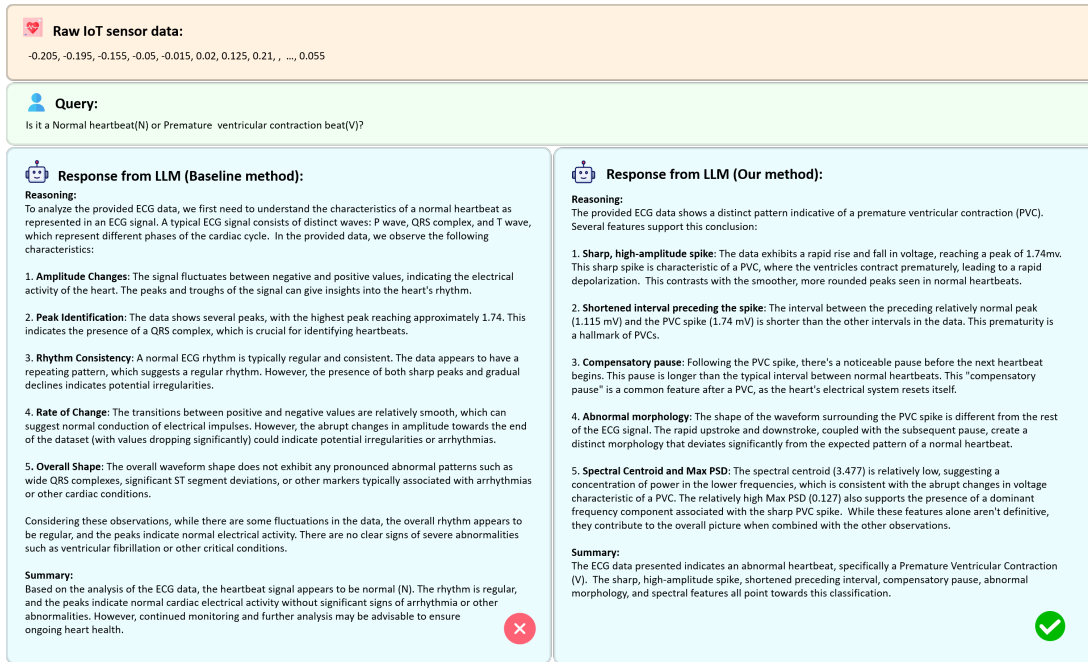 Raw IoT sensor data:
-0.205, -0.195, -0.155, -0.05, -0.015, 0.02, 0.125, 0.21, , ..., 0.055
Query:
Is it a Normal heartbeat(N) or Premature ventricular contraction beat(V)?
Response from LLM (Baseline method):
Reasoning:
To analyze the provided ECG data, we first need to understand the characteristics of a normal heartbeat as
represented in an ECG signal. A typical ECG signal consists of distinct waves: P wave, QRS complex, and T wave,
which represent different phases of the cardiac cycle. In the provided data, we observe the following
characteristics:
1. Amplitude Changes: The signal fluctuates between negative and positive values, indicating the electrical
activity of the heart. The peaks and troughs of the signal can give insights into the heart's rhythm.
2. Peak Identification: The data shows several peaks, with the highest peak reaching approximately 1.74. This
indicates the presence of a QRS complex, which is crucial for identifying heartbeats.
3. Rhythm Consistency: A normal ECG rhythm is typically regular and consistent. The data appears to have a
repeating pattern, which suggests a regular rhythm. However, the presence of both sharp peaks and gradual
declines indicates potential irregularities.
4. Rate of Change: The transitions between positive and negative values are relatively smooth, which can
suggest normal conduction of electrical impulses. However, the abrupt changes in amplitude towards the end
of the dataset (with values dropping significantly) could indicate potential irregularities or arrhythmias.
5. Overall Shape: The overall waveform shape does not exhibit any pronounced abnormal patterns such as
wide QRS complexes, significant ST segment deviations, or other markers typically associated with arrhythmias
or other cardiac conditions.
Considering these observations, while there are some fluctuations in the data, the overall rhythm appears to
be regular, and the peaks indicate normal electrical activity. There are no clear signs of severe abnormalities
such as ventricular fibrillation or other critical conditions.
Summary:
Based on the analysis of the ECG data, the heartbeat signal appears to be normal (N). The rhythm is regular,
and the peaks indicate normal cardiac electrical activity without significant signs of arrhythmia or other
abnormalities. However, continued monitoring and further analysis may be advisable to ensure
ongoing heart health.
Response from LLM (Our method):
Reasoning:
The provided ECG data shows a distinct pattern indicative of a premature ventricular contraction (PVC).
Several features support this conclusion:
1. Sharp, high-amplitude spike: The data exhibits a rapid rise and fall in voltage, reaching a peak of 1.74mv.
This sharp spike is characteristic of a PVC, where the ventricles contract prematurely, leading to a rapid
depolarization. This contrasts with the smoother, more rounded peaks seen in normal heartbeats.
2. Shortened interval preceding the spike: The interval between the preceding relatively normal peak
(1.115 mV) and the PVC spike (1.74 mV) is shorter than the other intervals in the data. This prematurity is
a hallmark of PVCs.
3. Compensatory pause: Following the PVC spike, there's a noticeable pause before the next heartbeat
begins. This pause is longer than the typical interval between normal heartbeats. This "compensatory
pause" is a common feature after a PVC, as the heart's electrical system resets itself.
4. Abnormal morphology: The shape of the waveform surrounding the PVC spike is different from the rest
of the ECG signal. The rapid upstroke and downstroke, coupled with the subsequent pause, create a
distinct morphology that deviates significantly from the expected pattern of a normal heartbeat.
5. Spectral Centroid and Max PSD: The spectral centroid (3.477) is relatively low, suggesting a
concentration of power in the lower frequencies, which is consistent with the abrupt changes in voltage
characteristic of a PVC. The relatively high Max PSD (0.127) also supports the presence of a dominant
frequency component associated with the sharp PVC spike. While these features alone aren't definitive,
they contribute to the overall picture when combined with the other observations.
Summary:
The ECG data presented indicates an abnormal heartbeat, specifically a Premature Ventricular Contraction
(V). The sharp, high-amplitude spike, shortened preceding interval, compensatory pause, abnormal
morphology, and spectral features all point towards this classification.